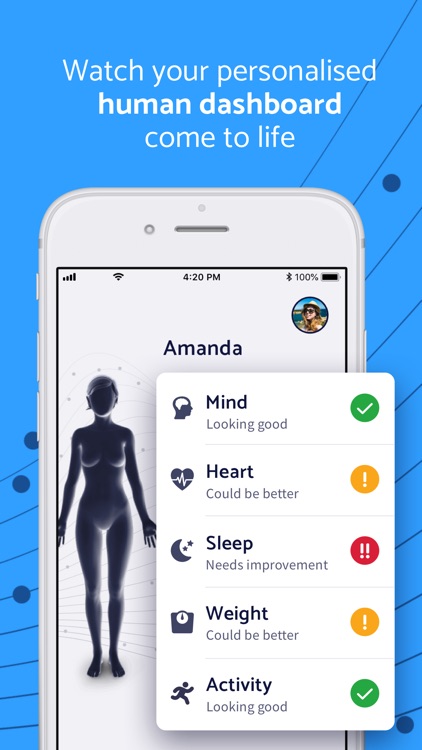 Watch your personalised
human dashboard
come to life
4:20 PM
100%
Amanda
Mind
Looking good
Heart
Could be better
Sleep
Needs improvement
Weight
Could be better
Activity
Looking good